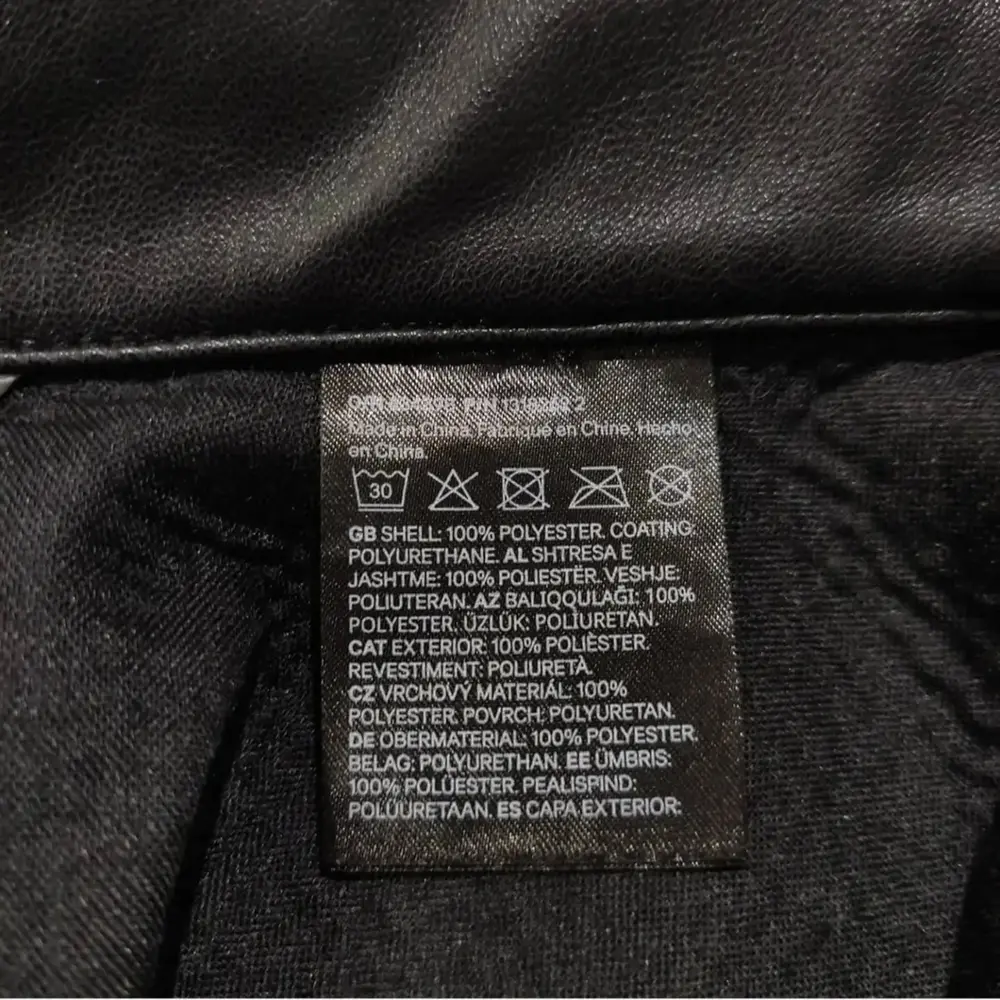 Made in China. Fabriqué en Chine. Hecho
en China.
30
GB SHELL: 100% POLYESTER. COATING:
POLYURETHANE. AL SHTRESA E
JASHTME: 100% POLIESTËR. VESHJE:
POLIUTERAN. AZ BALIQQULAĞI: 100%
POLYESTER. ÜZLÜK: POLIURETAN.
CAT EXTERIOR: 100% POLIÈSTER.
REVESTIMENT: POLIURETÀ.
CZ VRCHOVÝ MATERIÁL: 100%
POLYESTER. POVRCH: POLYURETAN.
DE OBERMATERIAL: 100% POLYESTER.
BELAG: POLYURETHAN. EE ÜMBRIS:
100% POLÜESTER. PEALISPIND:
POLÜURETAAN. ES CAPA EXTERIOR: